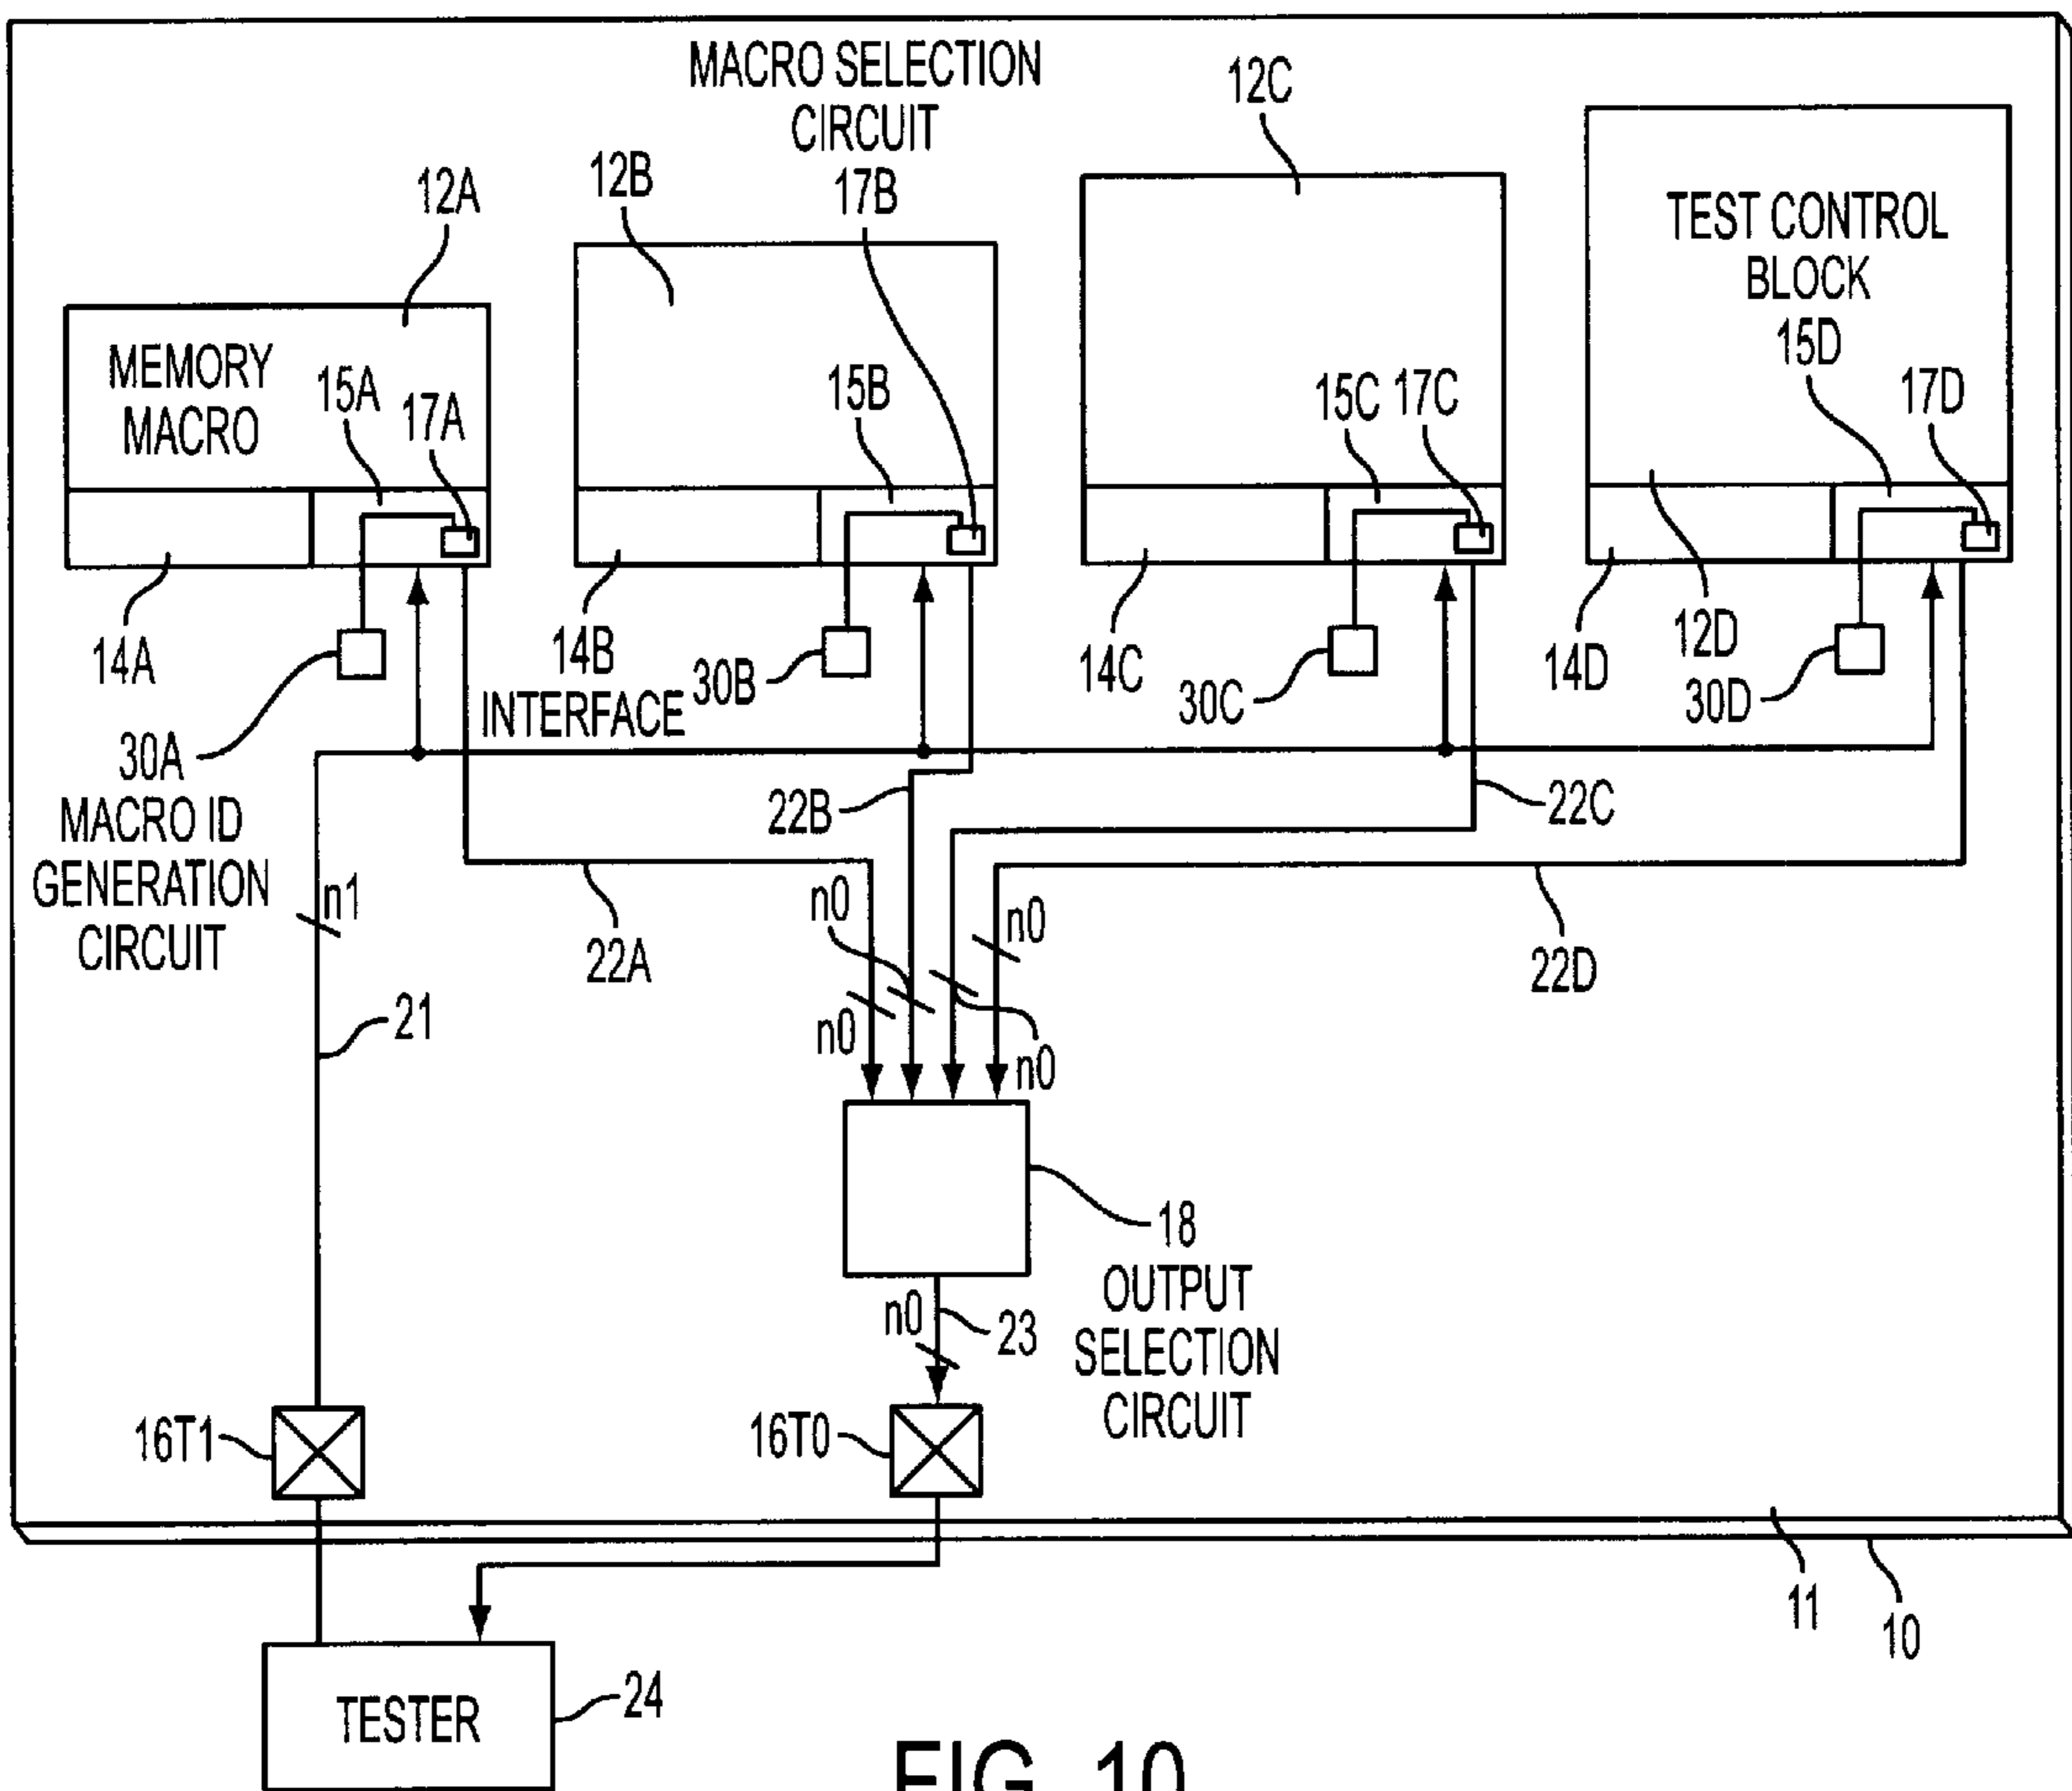 MACRO SELECTION
CIRCUIT
17B
12A
12B
12C
MEMORY
MACRO
15A
17A
15B
15C
17C
TEST CONTROL
BLOCK
15D
17D
14A
30A
MACRO ID
GENERATION
CIRCUIT
14B
INTERFACE
30B
14C
30C
14D
12D
30D
22B
22C
n1
22A
n0
n0
n0
n0
22D
21
18
OUTPUT
SELECTION
CIRCUIT
n0
23
16T1
16T0
11
10
TESTER
24
FIG. 10